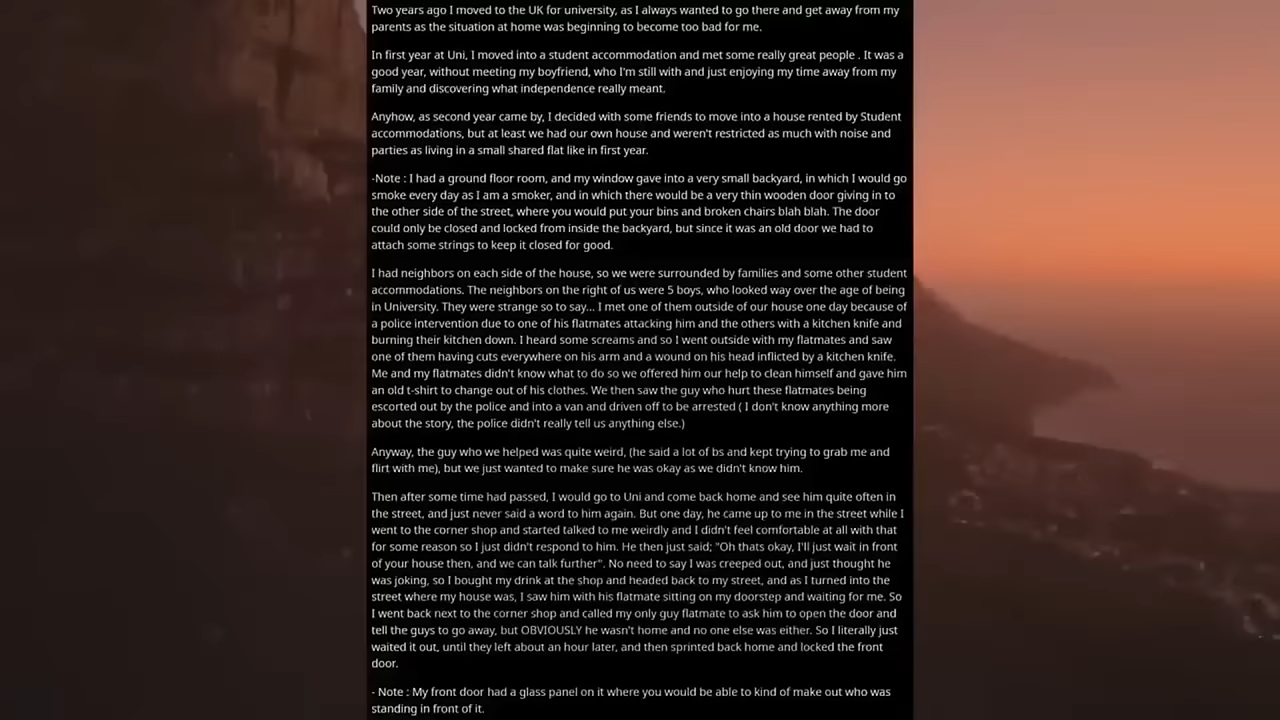 Two years ago I moved to the UK for university, as I always wanted to go there and get away from my
parents as the situation at home was beginning to become too bad for me.
In first year at Uni, I moved into a student accommodation and met some really great people . It was a
good year, without meeting my boyfriend, who I'm still with and just enjoying my time away from my
family and discovering what independence really meant.
Anyhow, as second year came by, I decided with some friends to move into a house rented by Student
accommodations, but at least we had our own house and weren't restricted as much with noise and
parties as living in a small shared flat like in first year.
-Note : I had a ground floor room, and my window gave into a very small backyard, in which I would go
smoke every day as I am a smoker, and in which there would be a very thin wooden door giving in to
the other side of the street, where you would put your bins and broken chairs blah blah. The door
could only be closed and locked from inside the backyard, but since it was an old door we had to
attach some strings to keep it closed for good.
I had neighbors on each side of the house, so we were surrounded by families and some other student
accommodations. The neighbors on the right of us were 5 boys, who looked way over the age of being
in University. They were strange so to say... I met one of them outside of our house one day because of
a police intervention due to one of his flatmates attacking him and the others with a kitchen knife and
burning their kitchen down. I heard some screams and so I went outside with my flatmates and saw
one of them having cuts everywhere on his arm and a wound on his head inflicted by a kitchen knife.
Me and my flatmates didn't know what to do so we offered him our help to clean himself and gave him
an old t-shirt to change out of his clothes. We then saw the guy who hurt these flatmates being
escorted out by the police and into a van and driven off to be arrested ( I don't know anything more
about the story, the police didn't really tell us anything else.)
Anyway, the guy who we helped was quite weird, (he said a lot of bs and kept trying to grab me and
flirt with me), but we just wanted to make sure he was okay as we didn't know him.
Then after some time had passed, I would go to Uni and come back home and see him quite often in
the street, and just never said a word to him again. But one day, he came up to me in the street while I
went to the corner shop and started talked to me weirdly and I didn't feel comfortable at all with that
for some reason so I just didn't respond to him. He then just said; "Oh thats okay, I'll just wait in front
of your house then, and we can talk further". No need to say I was creeped out, and just thought he
was joking, so I bought my drink at the shop and headed back to my street, and as I turned into the
street where my house was, I saw him with his flatmate sitting on my doorstep and waiting for me. So
I went back next to the corner shop and called my only guy flatmate to ask him to open the door and
tell the guys to go away, but OBVIOUSLY he wasn't home and no one else was either. So I literally just
waited it out, until they left about an hour later, and then sprinted back home and locked the front
door.
- Note : My front door had a glass panel on it where you would be able to kind of make out who was
standing in front of it.